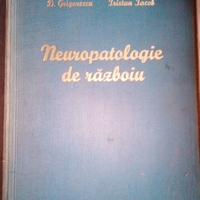 D. Grigorescu Tristan Iacob
Neuropatologie
de războiu